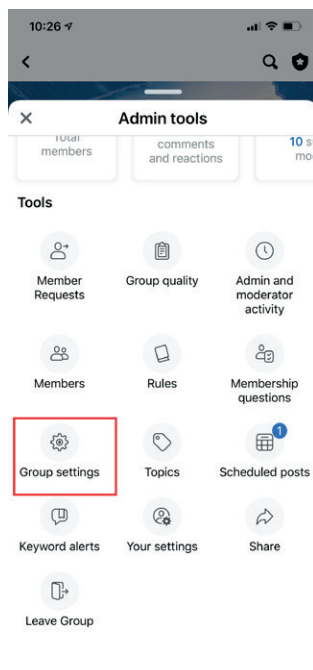 10:26
Admin tools
Total
members
comments
and reactions
10 s
mo
Tools
Member
Requests
Group quality
Admin and
moderator
activity
Members
Rules
Membership
questions
1
Group settings
Topics
Scheduled posts
Keyword alerts
Your settings
Share
Leave Group